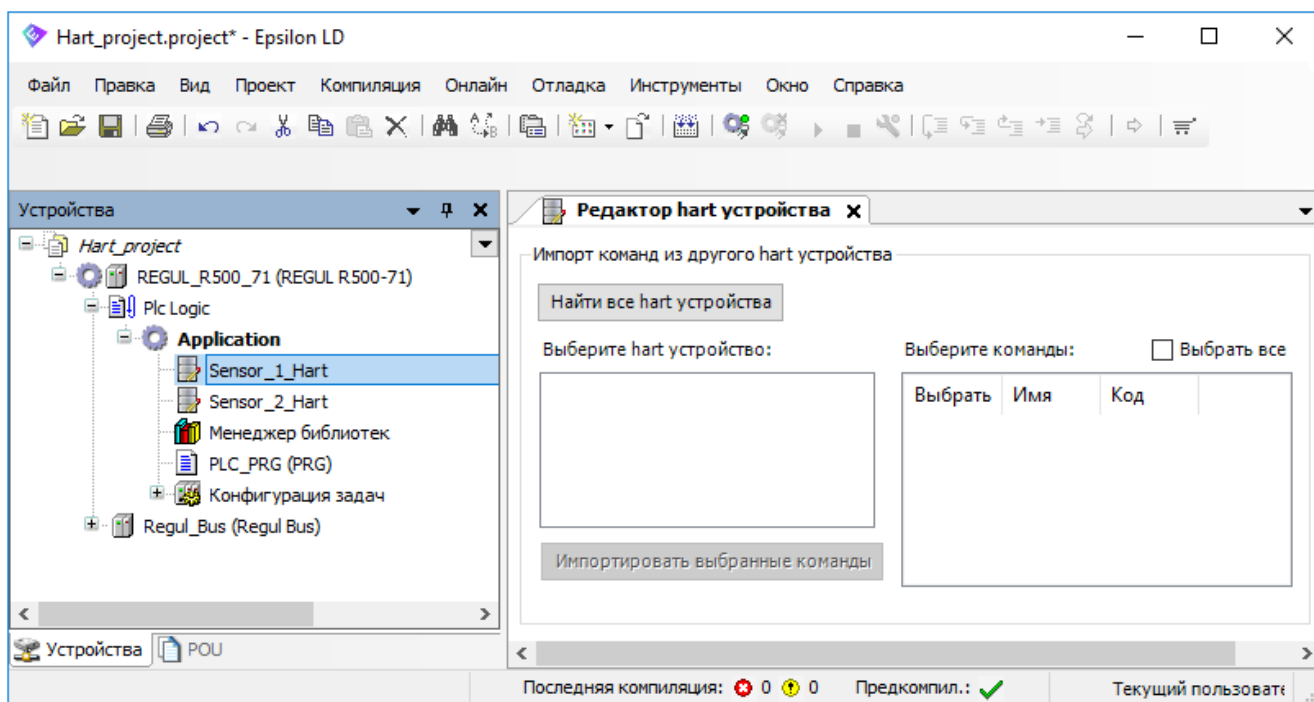 Hart_project.project* - Epsilon LD
Файл Правка Вид Проект Компиляция Онлайн Отладка Инструменты Окно Справка
Устройства
Hart_project
REGUL_R500_71 (REGUL R500-71)
Plc Logic
Application
Sensor_1_Hart
Sensor_2_Hart
Менеджер библиотек
PLC_PRG (PRG)
Конфигурация задач
Regul_Bus (Regul Bus)
Устройства POU
Редактор hart устройства
Импорт команд из другого hart устройства
Найти все hart устройства
Выберите hart устройство:
Выберите команды: Выбрать все
Выбрать Имя Код
Импортировать выбранные команды
Последняя компиляция: 0 0 Предкомпил.: Текущий пользовате